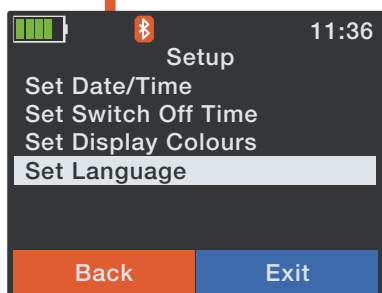 11:36
Setup
Set Date/Time
Set Switch Off Time
Set Display Colours
Set Language
Back Exit